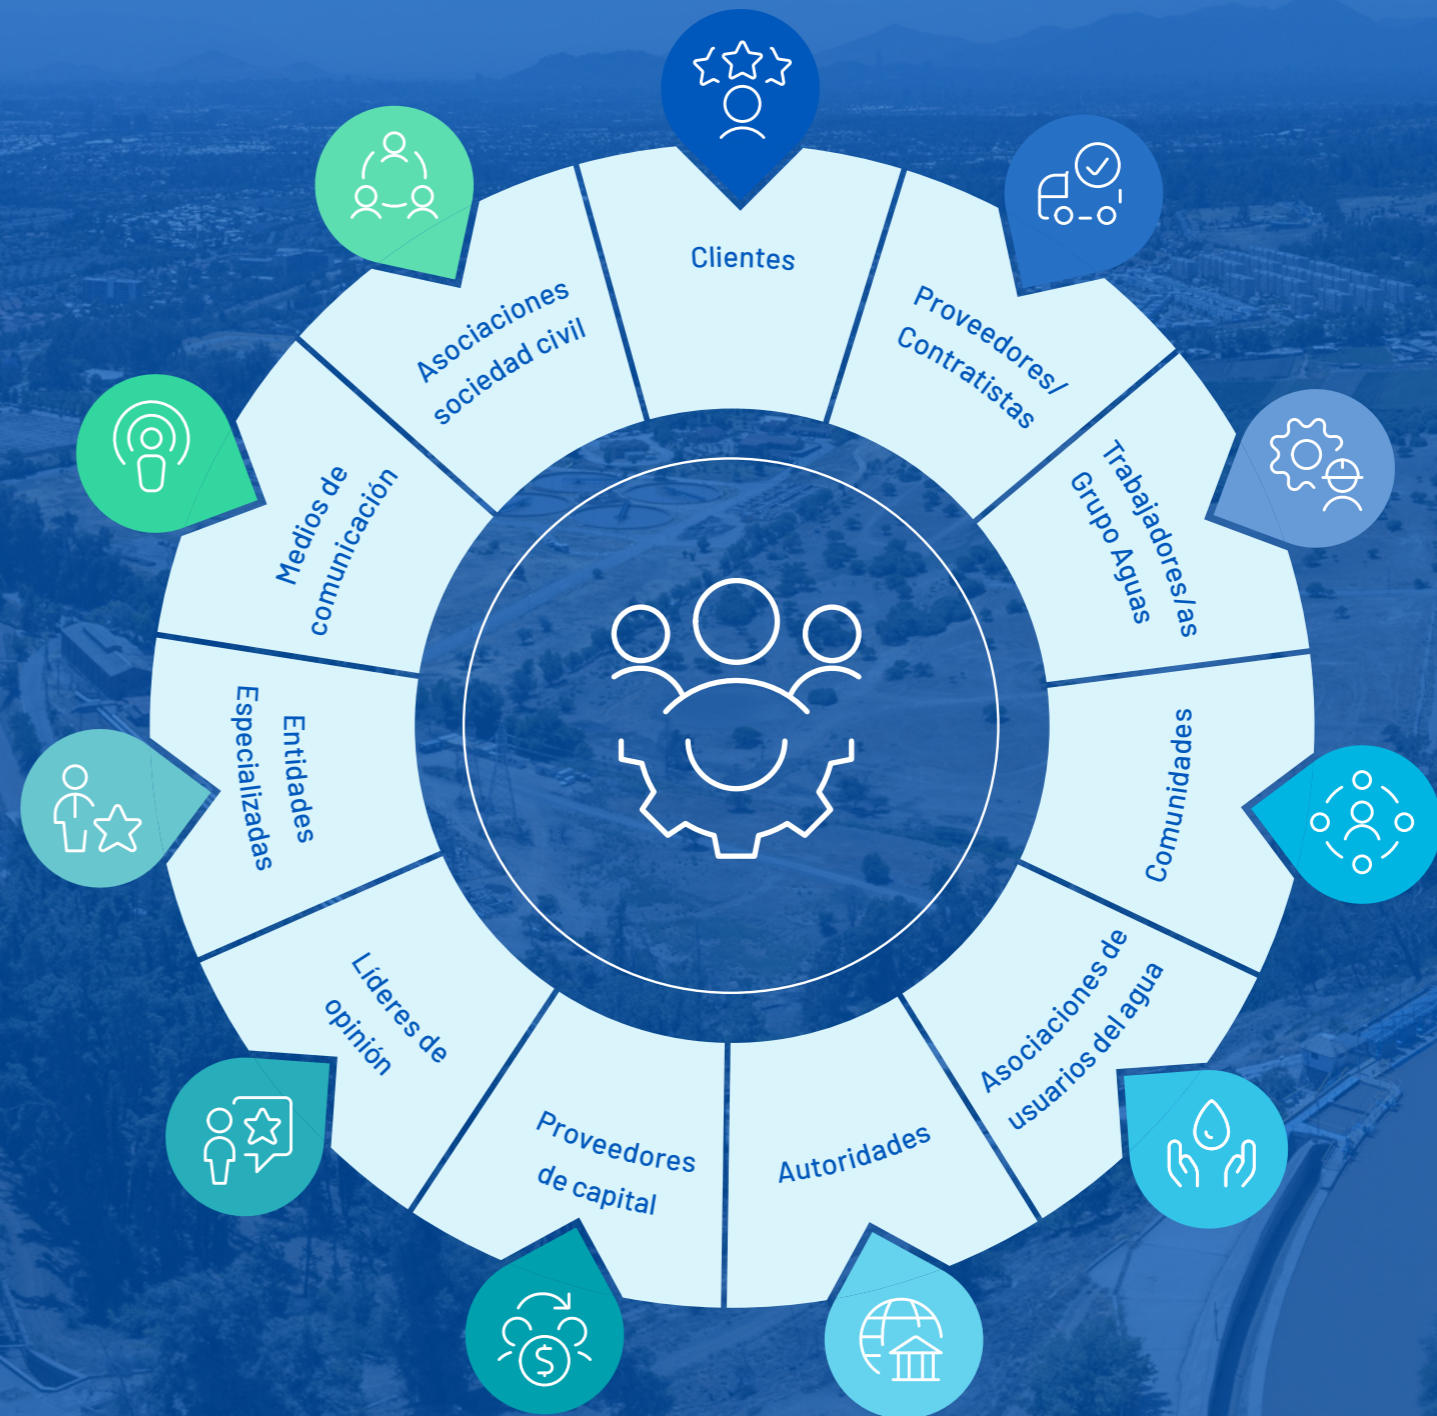 Clientes
Proveedores/
Contratistas
Trabajadores/as
Grupo Aguas
Comunidades
Asociaciones de
usuarios del agua
Autoridades
Proveedores
de capital
Líderes de
opinión
Entidades
Especializadas
Medios de
comunicación
Asociaciones
sociedad civil
$